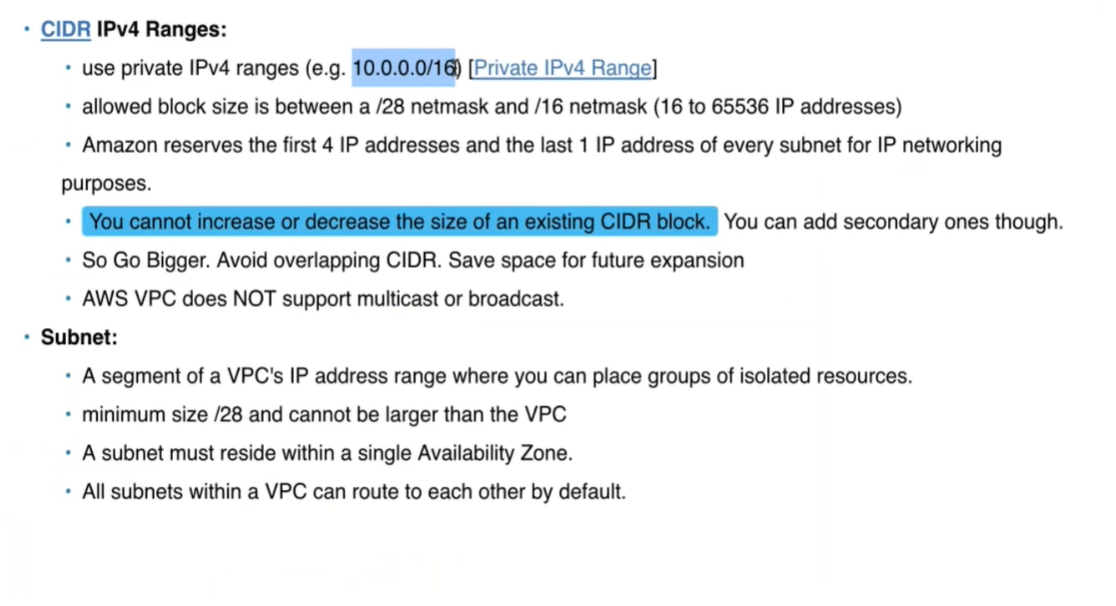 • CIDR IPv4 Ranges:
• use private IPv4 ranges (e.g. 10.0.0.0/16) [Private IPv4 Range]
• allowed block size is between a /28 netmask and /16 netmask (16 to 65536 IP addresses)
• Amazon reserves the first 4 IP addresses and the last 1 IP address of every subnet for IP networking
purposes.
• You cannot increase or decrease the size of an existing CIDR block. You can add secondary ones though.
• So Go Bigger. Avoid overlapping CIDR. Save space for future expansion
• AWS VPC does NOT support multicast or broadcast.
• Subnet:
• A segment of a VPC's IP address range where you can place groups of isolated resources.
• minimum size /28 and cannot be larger than the VPC
• A subnet must reside within a single Availability Zone.
• All subnets within a VPC can route to each other by default.